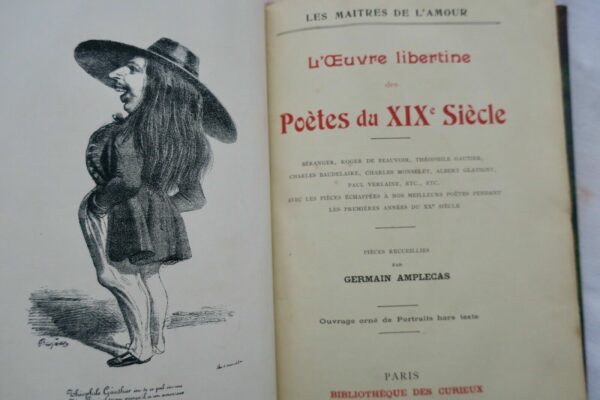 Théophile Gauthier
LES MAITRES DE L'AMOUR
L'Œuvre libertine
des
Poètes du XIXe Siècle
BÉRANGER, ROGER DE BEAUVOIR, THÉOPHILE GAUTIER,
CHARLES BAUDELAIRE, CHARLES MONSELET, ALBERT GLATIGNY,
PAUL VERLAINE, ETC., ETC.
AVEC LES PIÈCES ÉCHAPPÉES A NOS MEILLEURS POÈTES PENDANT
LES PREMIÈRES ANNÉES DU XXe SIÈCLE
PIÈCES RECUEILLIES
PAR
GERMAIN AMPLECAS
Ouvrage orné de Portraits hors texte
PARIS
BIBLIOTHÈQUE DES CURIEUX